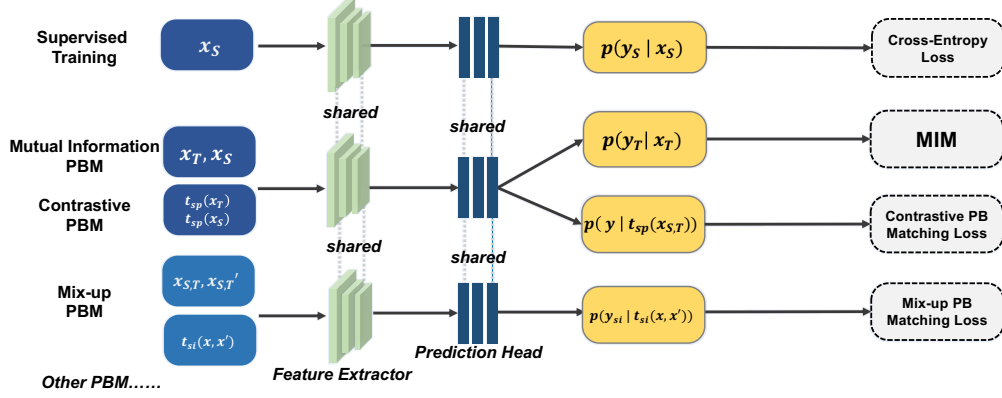 Supervised
Training
x_S
p(y_S | x_S)
Cross-Entropy
Loss
shared
shared
Mutual Information
PBM
x_T, x_S
p(y_T | x_T)
MIM
Contrastive
PBM
t_sp(x_T)
t_sp(x_S)
p( y | t_sp(x_S,T))
Contrastive PB
Matching Loss
shared
shared
Mix-up
PBM
x_S,T, x_S,T'
t_si(x, x')
p(y_si | t_si(x, x'))
Mix-up PB
Matching Loss
Prediction Head
Feature Extractor
Other PBM......